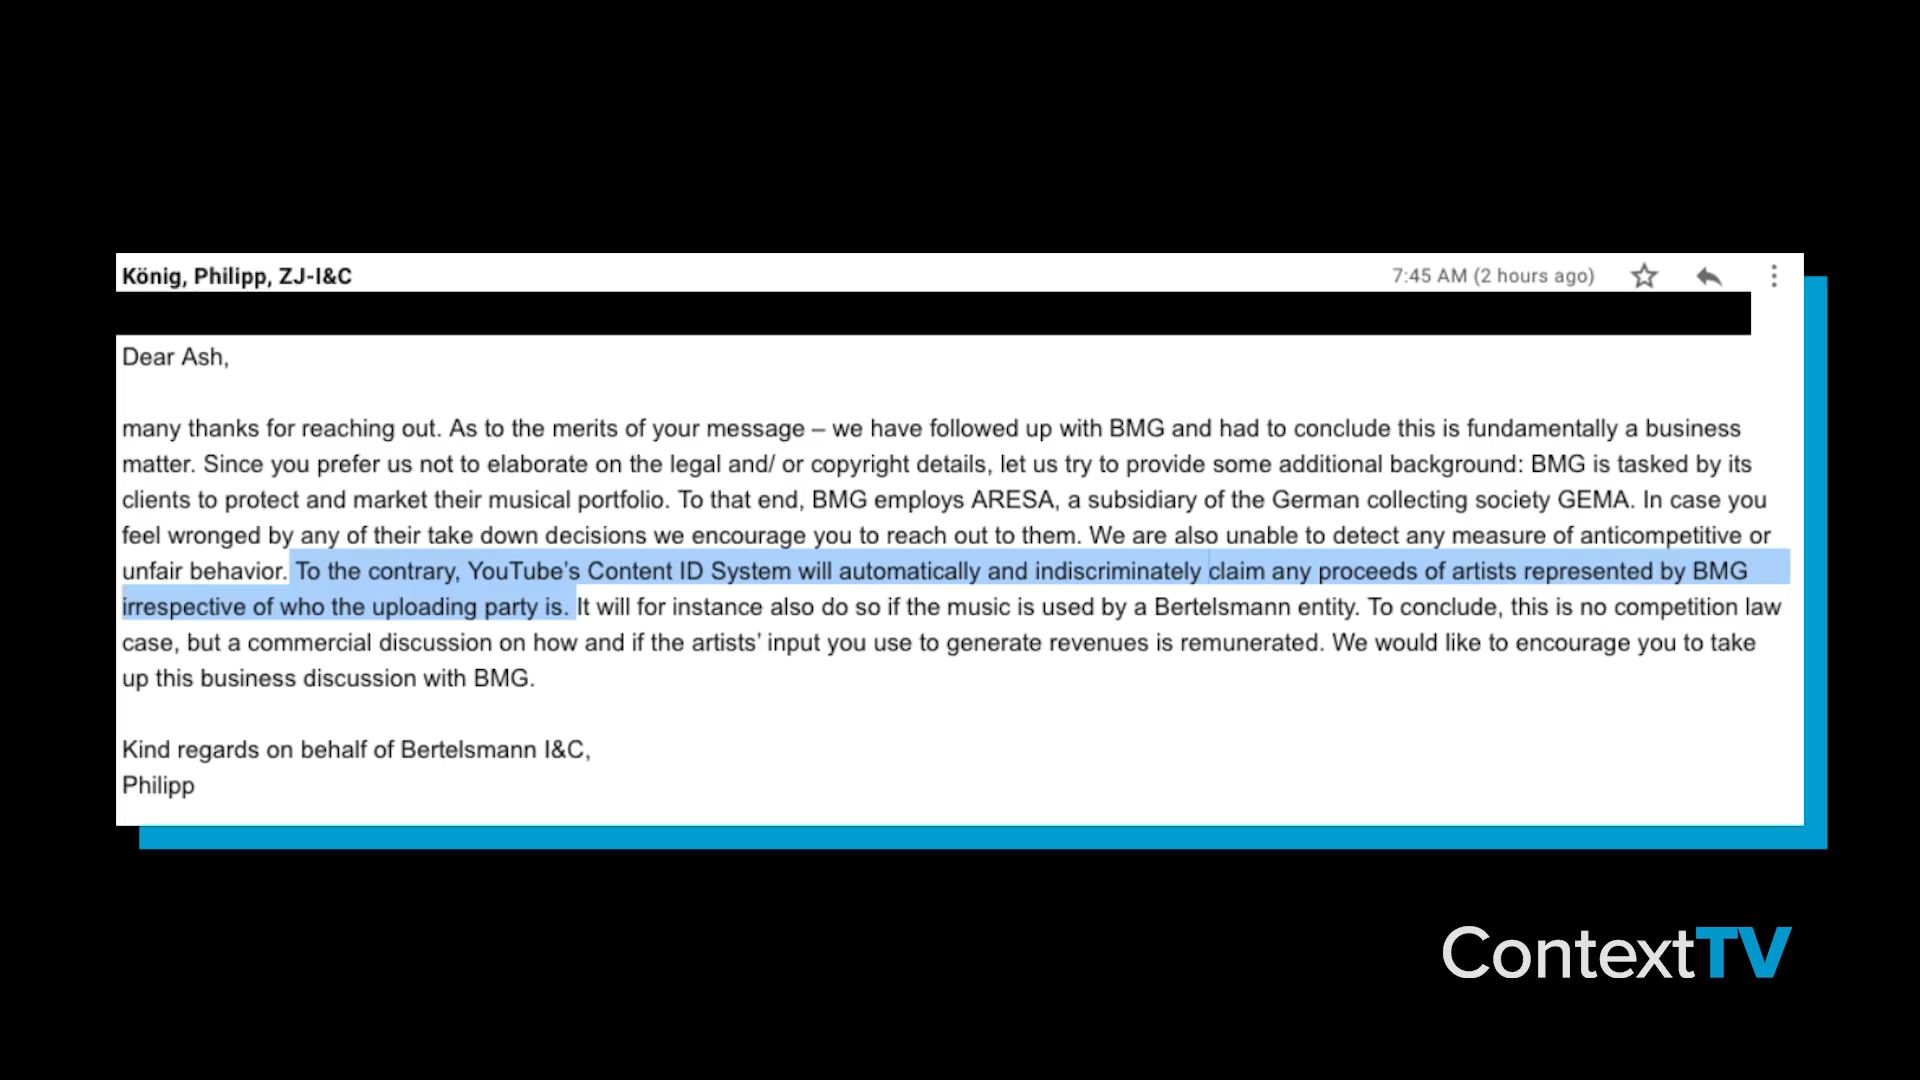 König, Philipp, ZJ-I&C 7:45 AM (2 hours ago)
Dear Ash,
many thanks for reaching out. As to the merits of your message – we have followed up with BMG and had to conclude this is fundamentally a business
matter. Since you prefer us not to elaborate on the legal and/ or copyright details, let us try to provide some additional background: BMG is tasked by its
clients to protect and market their musical portfolio. To that end, BMG employs ARESA, a subsidiary of the German collecting society GEMA. In case you
feel wronged by any of their take down decisions we encourage you to reach out to them. We are also unable to detect any measure of anticompetitive or
unfair behavior. To the contrary, YouTube’s Content ID System will automatically and indiscriminately claim any proceeds of artists represented by BMG
irrespective of who the uploading party is. It will for instance also do so if the music is used by a Bertelsmann entity. To conclude, this is no competition law
case, but a commercial discussion on how and if the artists’ input you use to generate revenues is remunerated. We would like to encourage you to take
up this business discussion with BMG.
Kind regards on behalf of Bertelsmann I&C,
Philipp
ContextTV